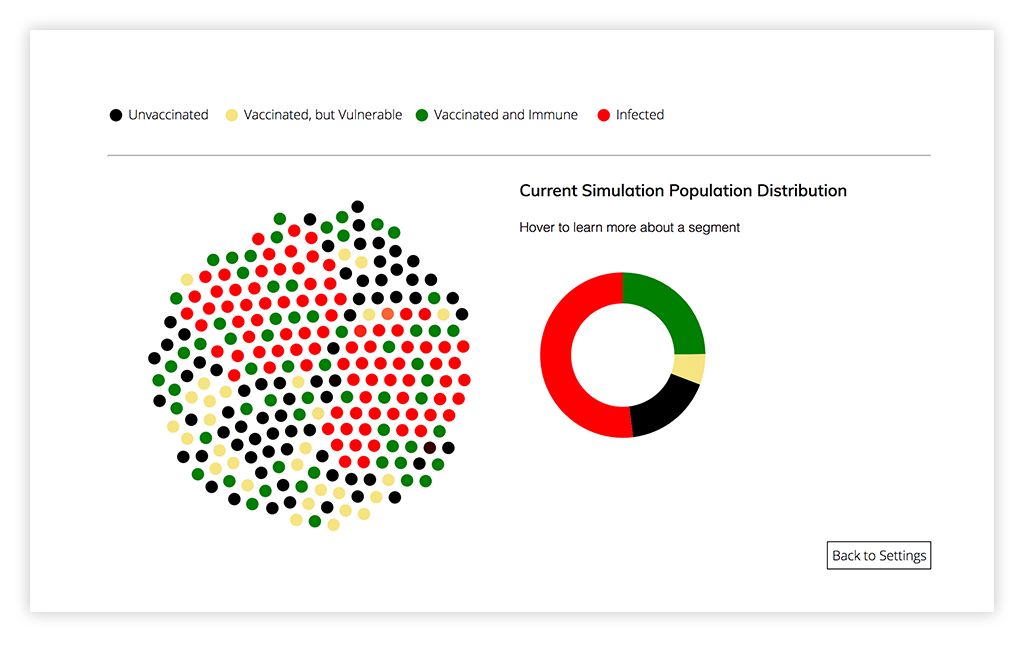 Unvaccinated Vaccinated, but Vulnerable Vaccinated and Immune Infected
Current Simulation Population Distribution
Hover to learn more about a segment
Back to Settings